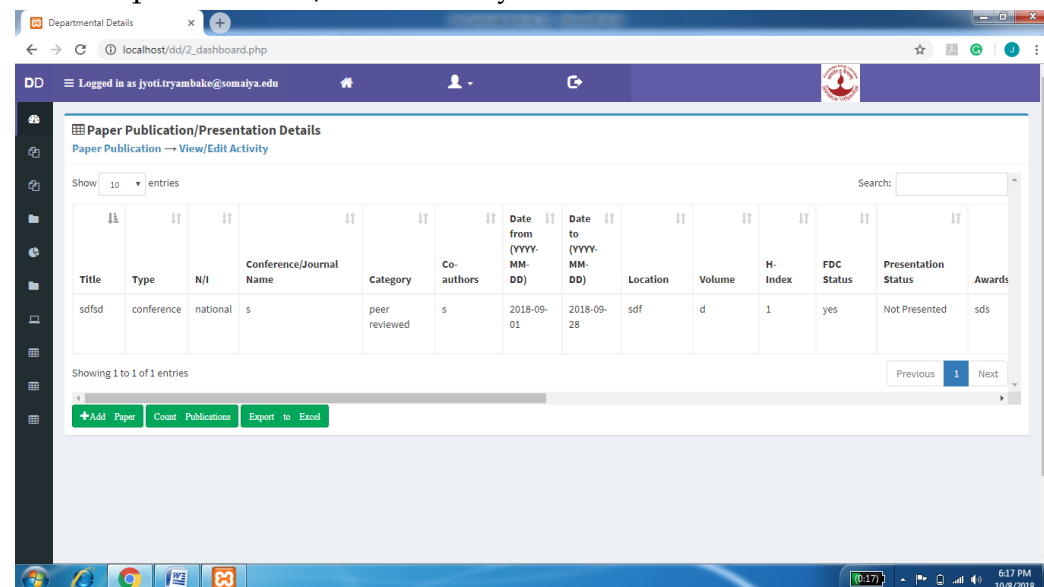 Departmental Details
localhost/dd/2_dashboard.php
J
DD
Logged in as jyoti.tryambake@somaiya.edu
Paper Publication/Presentation Details
Paper Publication → View/Edit Activity
Show 10 entries
Search:
Title Type N/I Conference/Journal Name Category Co-authors Date from (YYYY-MM-DD) Date to (YYYY-MM-DD) Location Volume H-Index FDC Status Presentation Status Awards
sdfsd conference national s peer reviewed s 2018-09-01 2018-09-28 sdf d 1 yes Not Presented sds
Showing 1 to 1 of 1 entries
Previous 1 Next
+Add Paper Count Publications Export to Excel
(0:17)
6:17 PM
10/8/2018